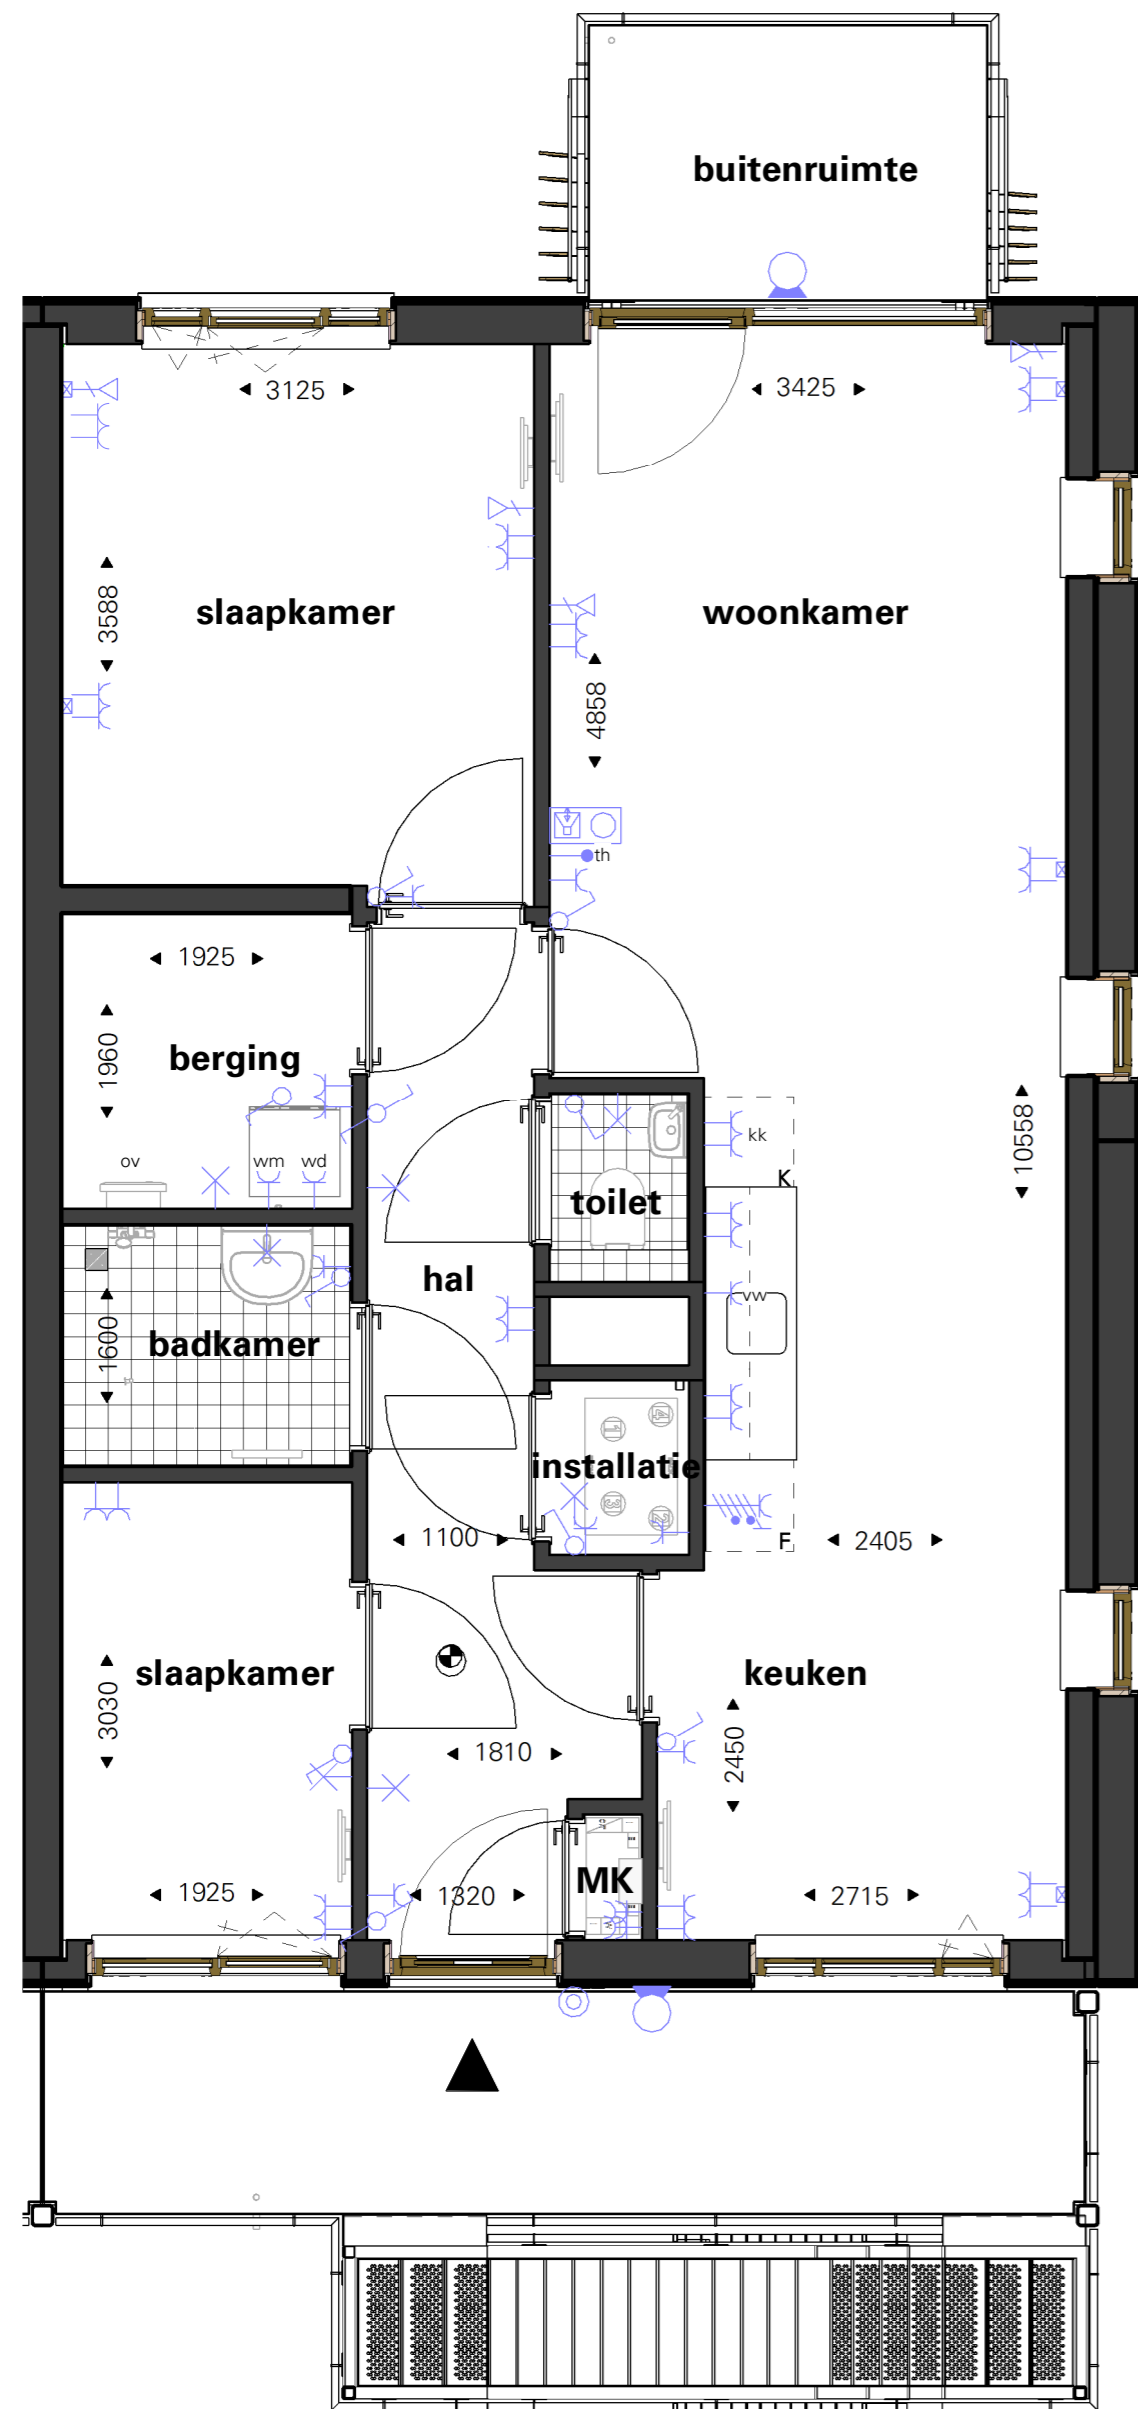 buitenruimte
3125
3425
3588
slaapkamer
woonkamer
4858
th
1925
1960
berging
10558
kk
ov
wm
wd
K
toilet
hal
vw
1600
badkamer
installatie
1100
F
2405
slaapkamer
keuken
3030
2450
1810
MK
1925
1320
2715